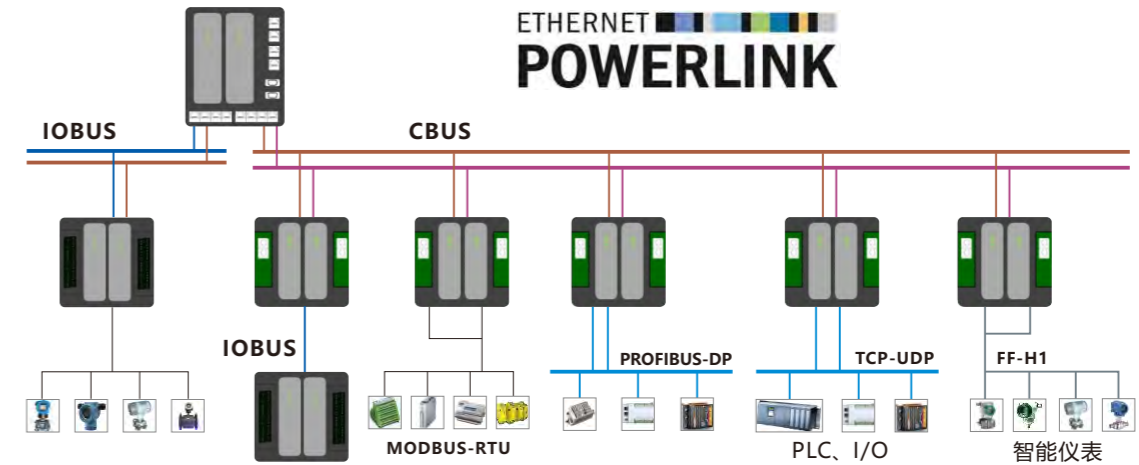 ETHERNET
POWERLINK
IOBUS
CBUS
IOBUS
PROFIBUS-DP
TCP-UDP
FF-H1
MODBUS-RTU
PLC、I/O
智能仪表